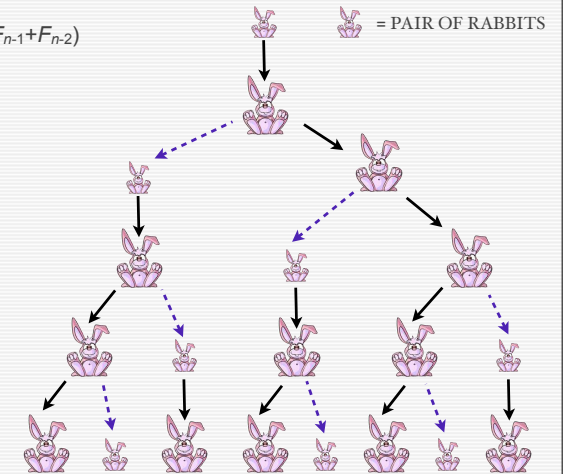 = PAIR OF RABBITS
Fn-1+Fn-2)